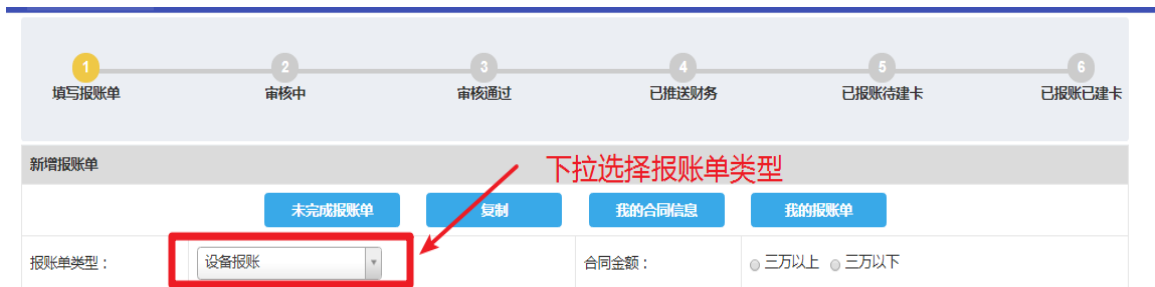 1 2 3 4 5 6
填写报账单 审核中 审核通过 已推送财务 已报账待建卡 已报账已建卡
新增报账单
下拉选择报账单类型
未完成报账单 复制 我的合同信息 我的报账单
报账单类型： 设备报账 合同金额： 三万以上 三万以下